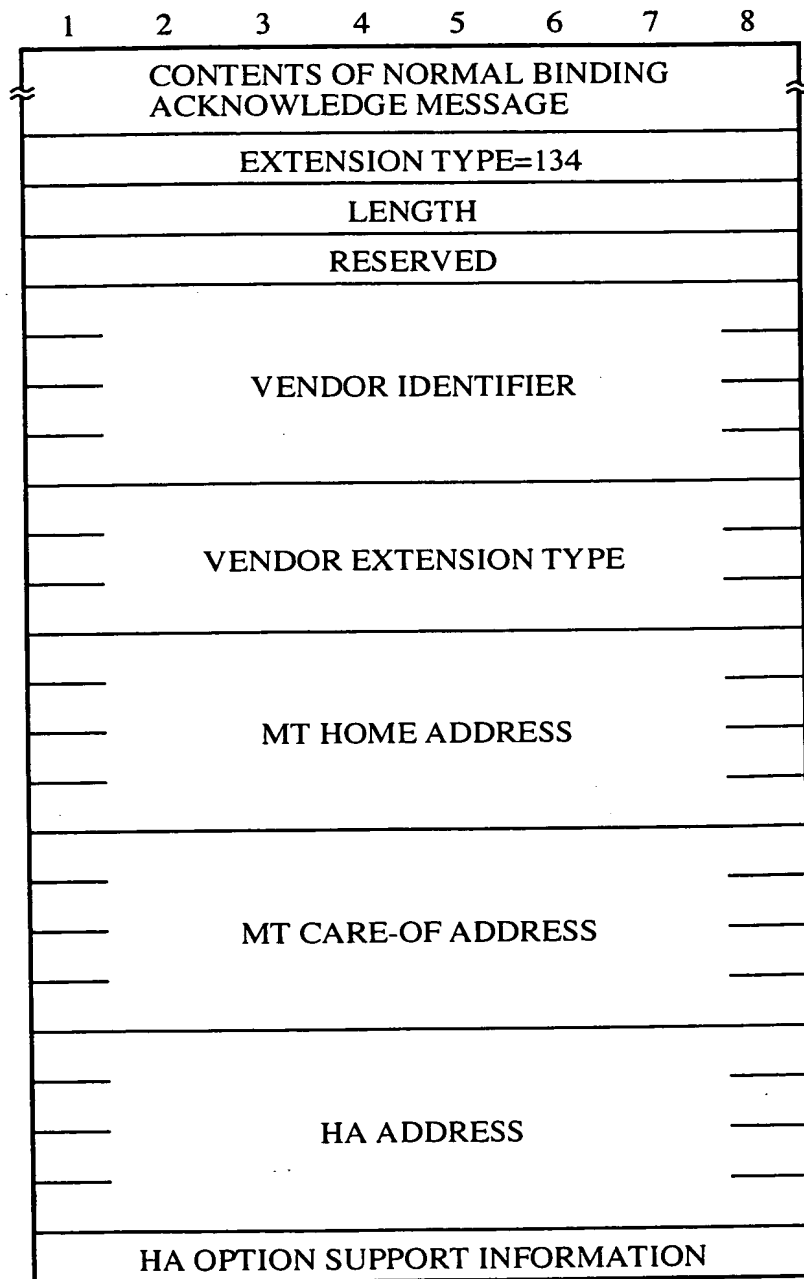 1 2 3 4 5 6 7 8
CONTENTS OF NORMAL BINDING
ACKNOWLEDGE MESSAGE
EXTENSION TYPE=134
LENGTH
RESERVED
VENDOR IDENTIFIER
VENDOR EXTENSION TYPE
MT HOME ADDRESS
MT CARE-OF ADDRESS
HA ADDRESS
HA OPTION SUPPORT INFORMATION